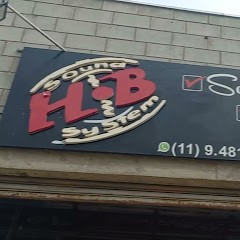 Sound
H.B
SyStem
(11) 9.481